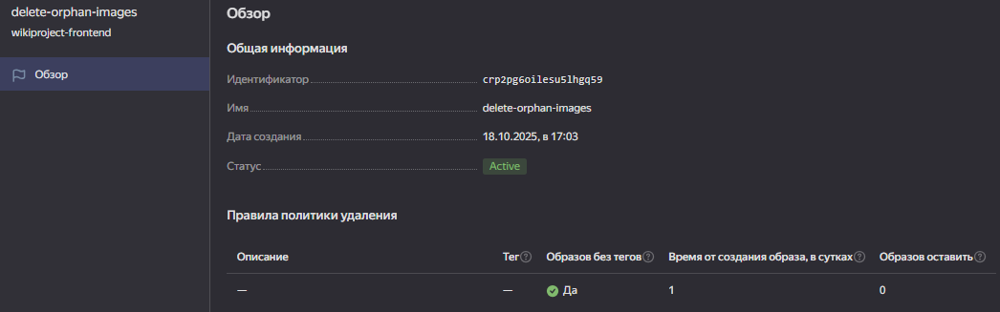 delete-orphan-images
wikiproject-frontend
Обзор
Обзор
Общая информация
Идентификатор crp2pg6oilesu5lhgq59
Имя delete-orphan-images
Дата создания 18.10.2025, в 17:03
Статус Active
Правила политики удаления
Описание Тег Образов без тегов Время от создания образа, в сутках Образов оставить
— — Да 1 0